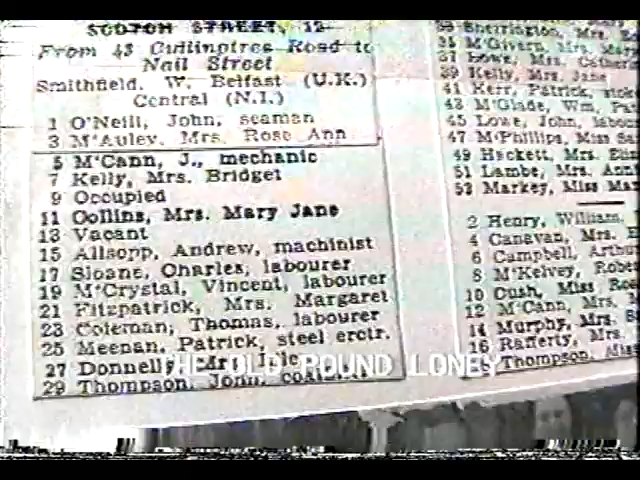 SCOTCH STREET, 12
From 43 Cullingtree Road to
Nail Street
Smithfield, W. Belfast (U.K.)
Central (N.I.)
1 O'Neill, John, seaman
3 M'Auley, Mrs. Rose Ann
5 M'Cann, J., mechanic
7 Kelly, Mrs. Bridget
9 Occupied
11 Collins, Mrs. Mary Jane
13 Vacant
15 Allsopp, Andrew, machinist
17 Sloane, Charles, labourer
19 M'Crystal, Vincent, labourer
21 Fitzpatrick, Mrs. Margaret
23 Coleman, Thomas, labourer
25 Meenan, Patrick, steel erctr.
27 Donnelly,
29 Thompson, John,
Sherrington, Mrs.
35 M'Givern, Mrs.
37 Lowe, Mrs.
39 Kelly, Mrs. Jane
41 Kerr, Patrick,
43 M'Glade, Wm,
45 Lowe, John,
47 M'Phillips, Miss
49 Hackett, Mrs.
51 Lambe, Mrs.
53 Markey, Miss
2 Henry, William,
4 Canavan, Mrs.
6 Campbell,
8 M'Kelvey,
10 Cush, Miss
12 M'Cann, Mrs.
14 Murphy, Mrs.
16 Rafferty, Mrs.
Thompson,
THE OLD POUND LONEY